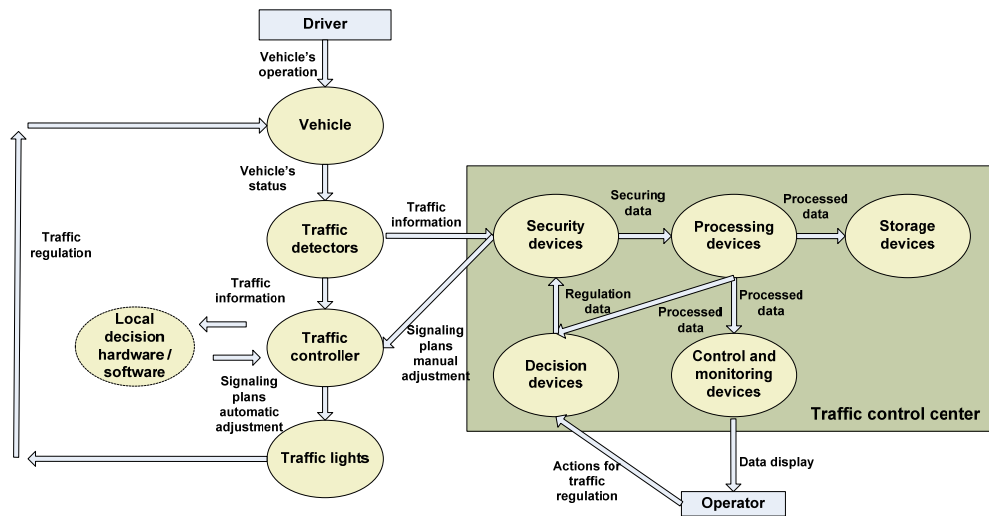 Driver
Vehicle's
operation
Vehicle
Vehicle's
status
Traffic
detectors
Traffic
information
Traffic
regulation
Traffic
information
Local
decision
hardware /
software
Traffic
controller
Signaling
plans
automatic
adjustment
Signaling
plans
manual
adjustment
Traffic lights
Security
devices
Securing
data
Processing
devices
Processed
data
Storage
devices
Regulation
data
Processed
data
Processed
data
Decision
devices
Control and
monitoring
devices
Traffic control center
Actions for
traffic
regulation
Data display
Operator